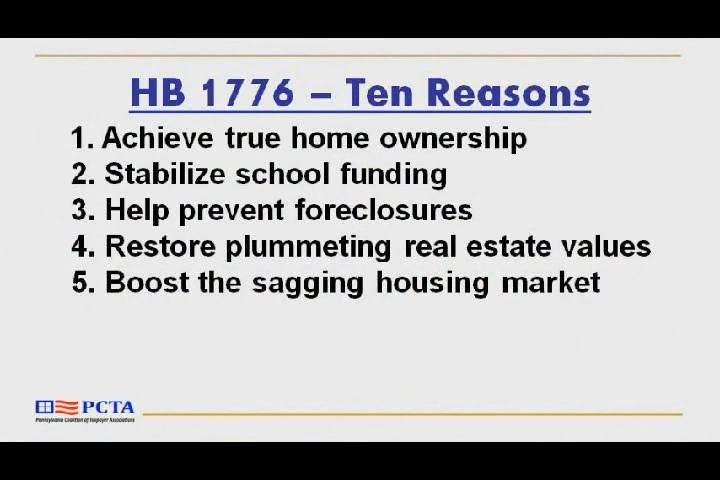 HB 1776 – Ten Reasons
1. Achieve true home ownership
2. Stabilize school funding
3. Help prevent foreclosures
4. Restore plummeting real estate values
5. Boost the sagging housing market
PCTA
Pennsylvania Coalition of Taxpayer Associations